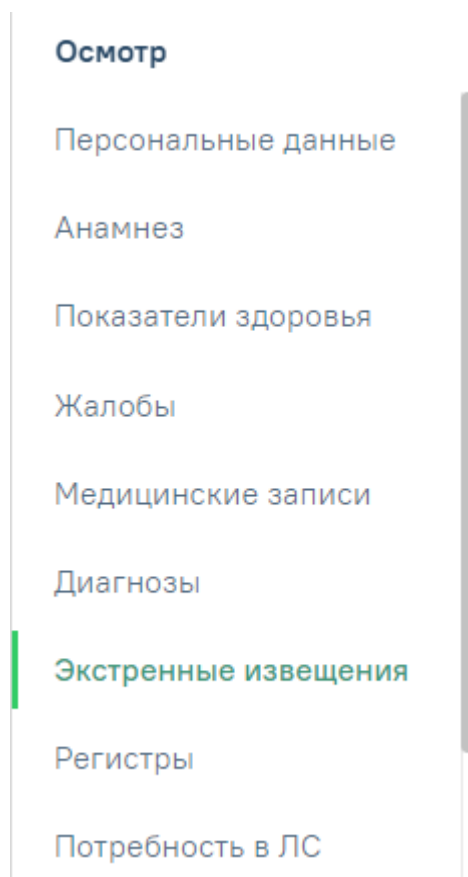 Осмотр
Персональные данные
Анамнез
Показатели здоровья
Жалобы
Медицинские записи
Диагнозы
Экстренные извещения
Регистры
Потребность в ЛС